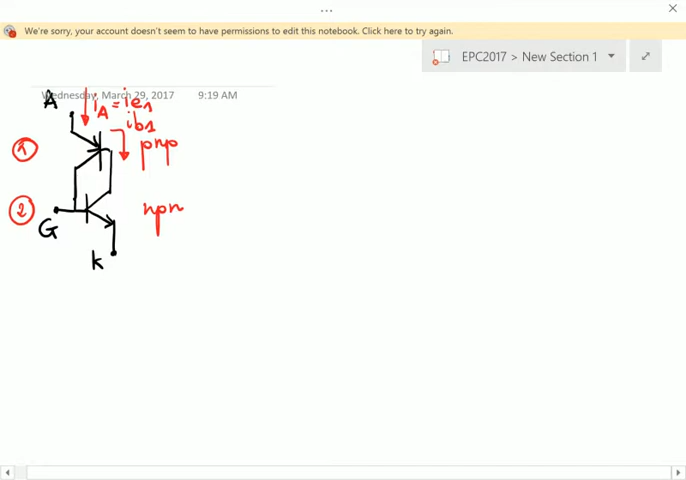 We're sorry, your account doesn't seem to have permissions to edit this notebook. Click here to try again.
EPC2017 > New Section 1
Wednesday, March 29, 2017 9:19 AM
A
iA = ie1
ib1
1 pnp
2 npn
G
K